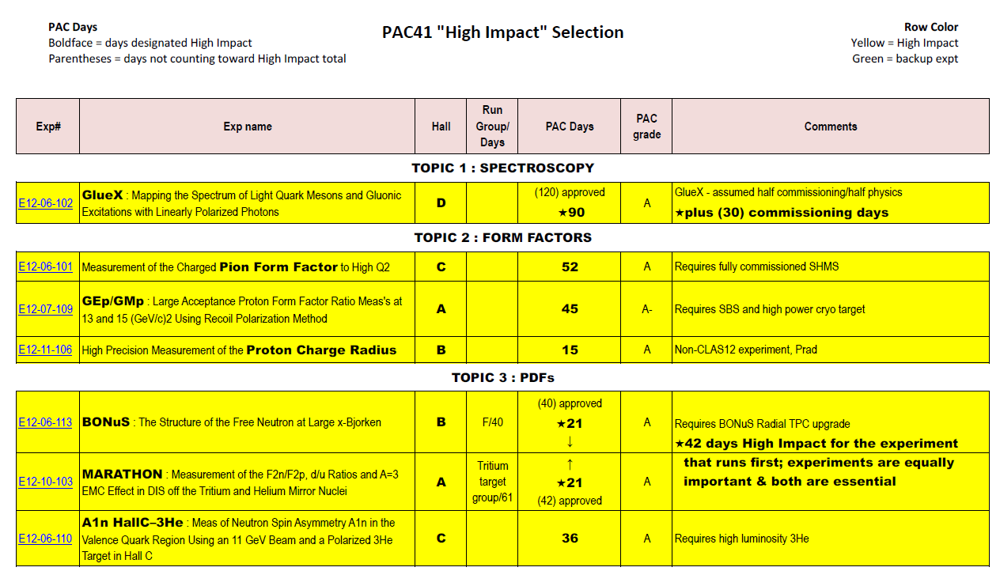 PAC Days
Boldface = days designated High Impact
Parentheses = days not counting toward High Impact total
PAC41 "High Impact" Selection
Row Color
Yellow = High Impact
Green = backup expt
Exp#
Exp name
Hall
Run
Group/
Days
PAC Days
PAC
grade
Comments
TOPIC 1 : SPECTROSCOPY
E12-06-102
GlueX : Mapping the Spectrum of Light Quark Mesons and Gluonic
Excitations with Linearly Polarized Photons
D
(120) approved
★90
A
GlueX - assumed half commissioning/half physics
★plus (30) commissioning days
TOPIC 2 : FORM FACTORS
E12-06-101
Measurement of the Charged Pion Form Factor to High Q2
C
52
A
Requires fully commissioned SHMS
E12-07-109
GEp/GMp : Large Acceptance Proton Form Factor Ratio Meas's at
13 and 15 (GeV/c)2 Using Recoil Polarization Method
A
45
A-
Requires SBS and high power cryo target
E12-11-106
High Precision Measurement of the Proton Charge Radius
B
15
A
Non-CLAS12 experiment, Prad
TOPIC 3 : PDFs
E12-06-113
BONuS : The Structure of the Free Neutron at Large x-Bjorken
B
F/40
(40) approved
★21
↓
A
Requires BONuS Radial TPC upgrade
★42 days High Impact for the experiment
that runs first; experiments are equally
important & both are essential
E12-10-103
MARATHON : Measurement of the F2n/F2p, d/u Ratios and A=3
EMC Effect in DIS off the Tritium and Helium Mirror Nuclei
A
Tritium
target
group/61
↑
★21
(42) approved
A
E12-06-110
A1n HallC–3He : Meas of Neutron Spin Asymmetry A1n in the
Valence Quark Region Using an 11 GeV Beam and a Polarized 3He
Target in Hall C
C
36
A
Requires high luminosity 3He